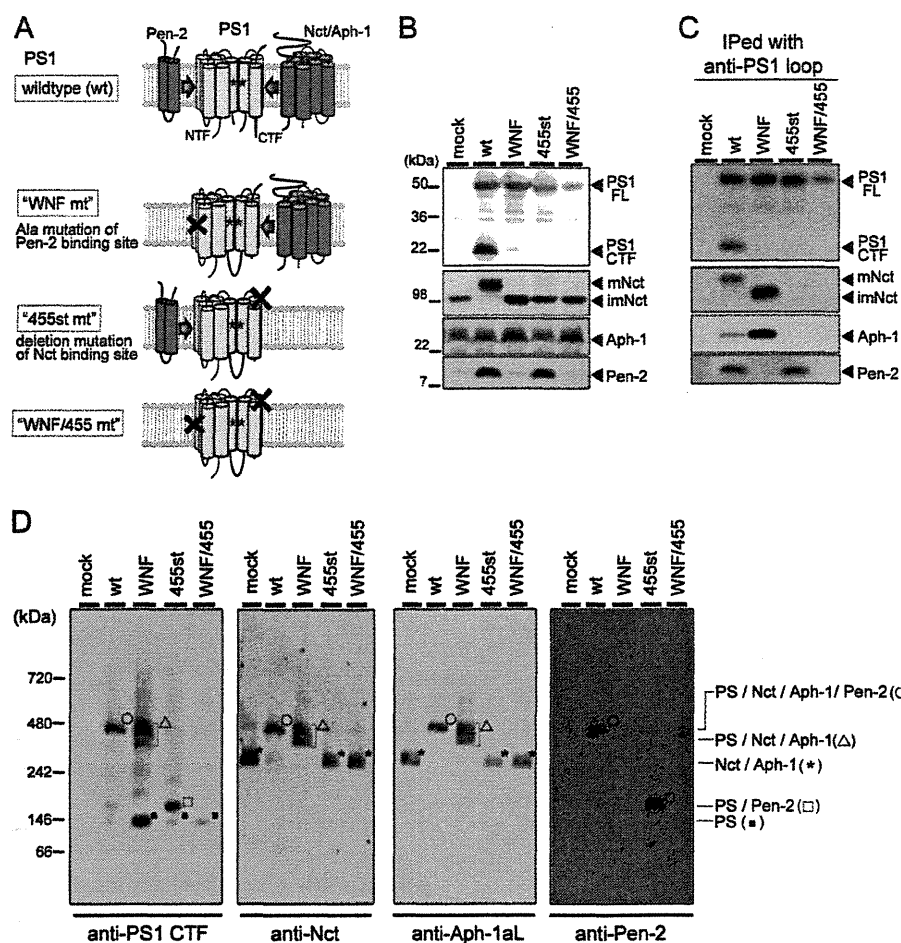 A
Pen-2
PS1
Nct/Aph-1
PS1
wildtype (wt)
NTF
CTF
"WNF mt"
Ala mutation of
Pen-2 binding site
"455st mt"
deletion mutation
of Nct binding site
"WNF/455 mt"
B
mock
wt
WNF
455st
WNF/455
(kDa)
50
36
22
98
22
7
PS1
FL
PS1
CTF
mNct
imNct
Aph-1
Pen-2
C
IPed with
anti-PS1 loop
mock
wt
WNF
455st
WNF/455
PS1
FL
PS1
CTF
mNct
imNct
Aph-1
Pen-2
D
mock
wt
WNF
455st
WNF/455
mock
wt
WNF
455st
WNF/455
mock
wt
WNF
455st
WNF/455
mock
wt
WNF
455st
WNF/455
(kDa)
720
480
242
146
66
PS / Nct / Aph-1/ Pen-2 (○
PS / Nct / Aph-1(△)
Nct / Aph-1(*)
PS / Pen-2 (□)
PS (■)
anti-PS1 CTF
anti-Nct
anti-Aph-1aL
anti-Pen-2